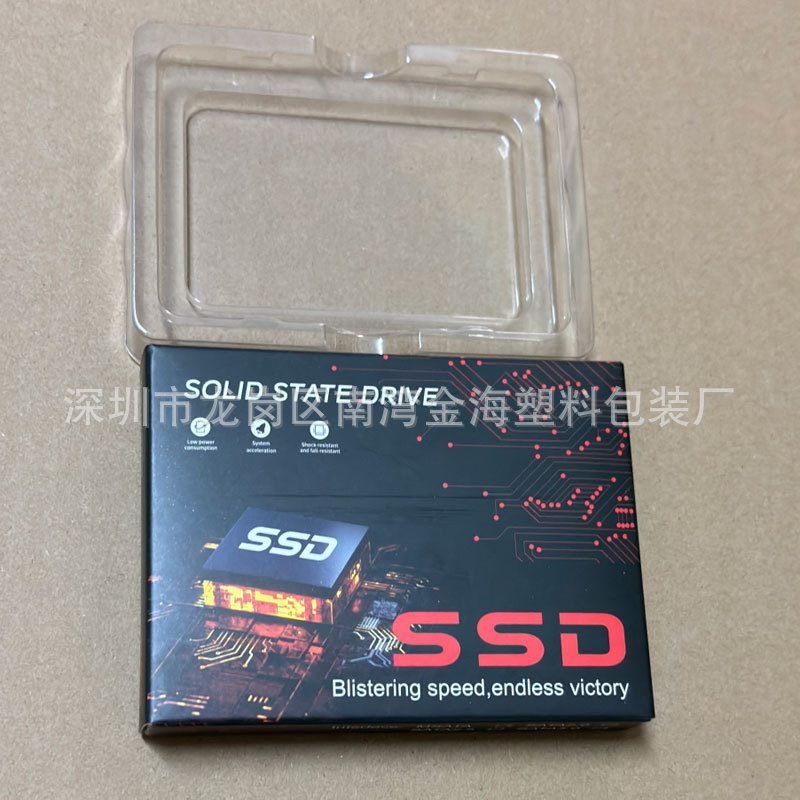 SOLID STATE DRIVE
深圳市龙岗区南湾金海塑料包装厂
Low power
consumption
System
acceleration
Shock-resistant
and fall-resistant
SSD
SSD
Blistering speed,endless victory